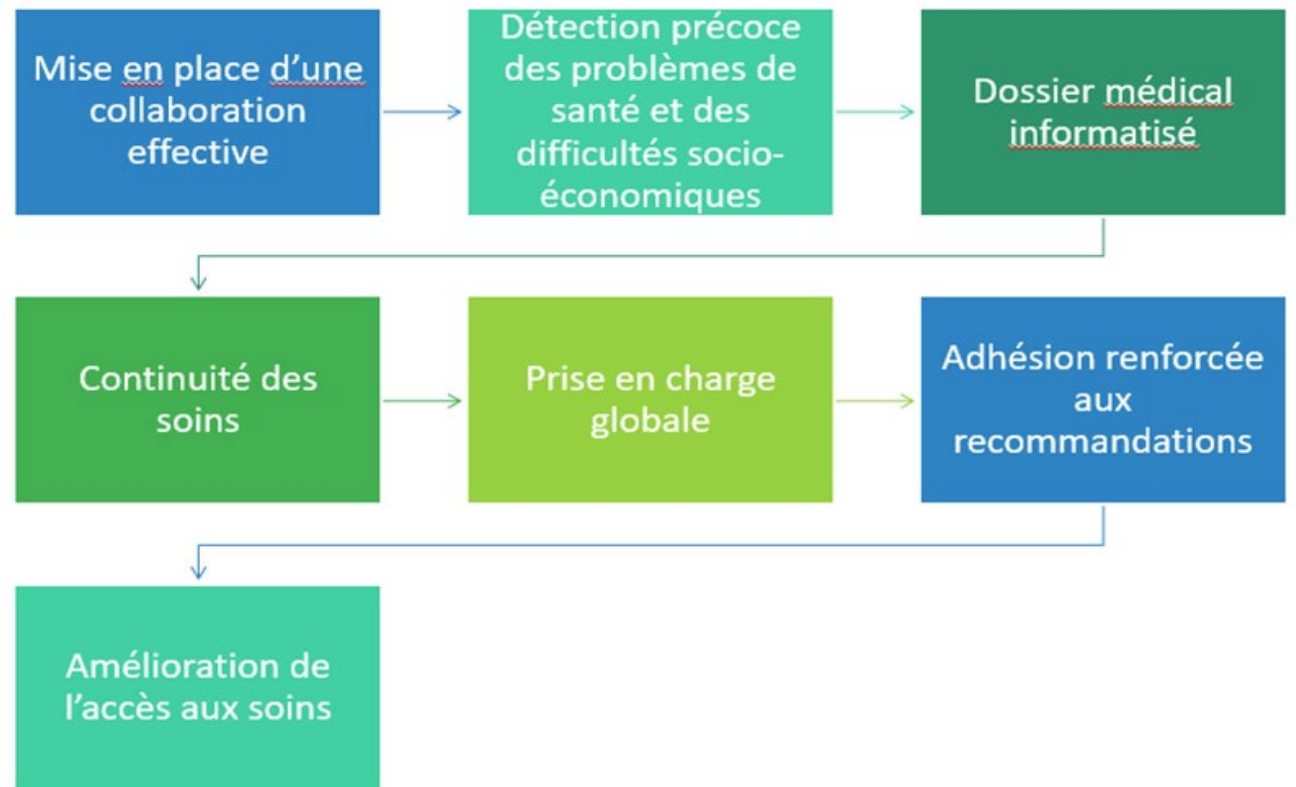 Mise en place d’une
collaboration
effective
Détection précoce
des problèmes de
santé et des
difficultés socio-
économiques
Dossier médical
informatisé
Continuité des
soins
Prise en charge
globale
Adhésion renforcée
aux
recommandations
Amélioration de
l’accès aux soins